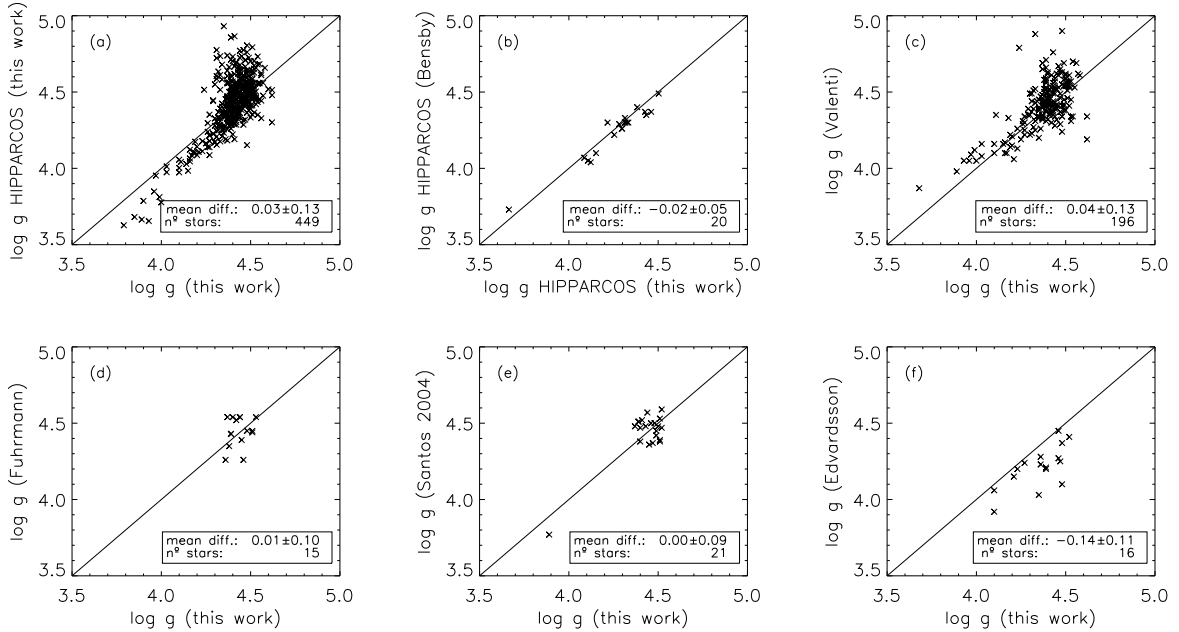 5.0
(a)
4.5
4.0
3.5
log g HIPPARCOS (this work)
mean diff.: 0.03±0.13
nº stars: 449
3.5 4.0 4.5 5.0
log g (this work)
5.0
(b)
4.5
4.0
3.5
log g HIPPARCOS (Bensby)
mean diff.: −0.02±0.05
nº stars: 20
3.5 4.0 4.5 5.0
log g HIPPARCOS (this work)
5.0
(c)
4.5
4.0
3.5
log g (Valenti)
mean diff.: 0.04±0.13
nº stars: 196
3.5 4.0 4.5 5.0
log g (this work)
5.0
(d)
4.5
4.0
3.5
log g (Fuhrmann)
mean diff.: 0.01±0.10
nº stars: 15
3.5 4.0 4.5 5.0
log g (this work)
5.0
(e)
4.5
4.0
3.5
log g (Santos 2004)
mean diff.: 0.00±0.09
nº stars: 21
3.5 4.0 4.5 5.0
log g (this work)
5.0
(f)
4.5
4.0
3.5
log g (Edvardsson)
mean diff.: −0.14±0.11
nº stars: 16
3.5 4.0 4.5 5.0
log g (this work)